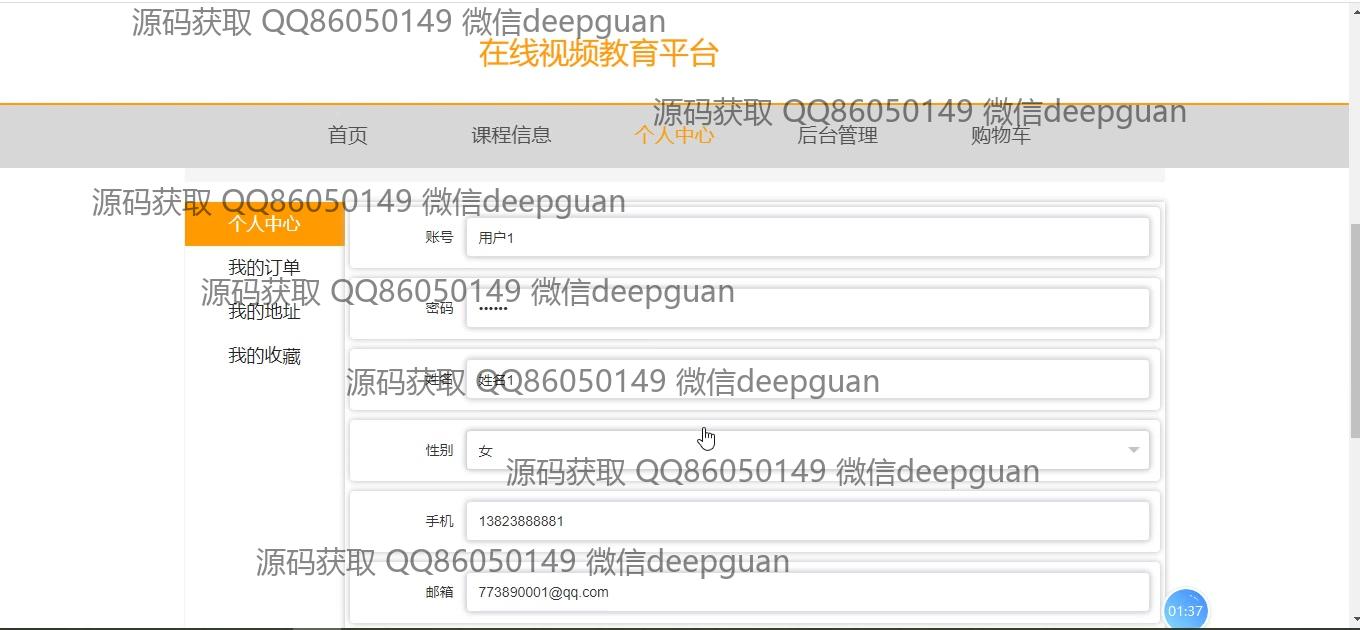 源码获取 QQ86050149 微信deepguan
在线视频教育平台
源码获取 QQ86050149 微信deepguan
首页 课程信息 个人中心 后台管理 购物车
源码获取 QQ86050149 微信deepguan
个人中心
账号 用户1
我的订单
源码获取 QQ86050149 微信deepguan
我的地址
密码 ••••••
我的收藏
姓名 姓名1
源码获取 QQ86050149 微信deepguan
性别 女
源码获取 QQ86050149 微信deepguan
手机 13823888881
源码获取 QQ86050149 微信deepguan
邮箱 773890001@qq.com
01:37